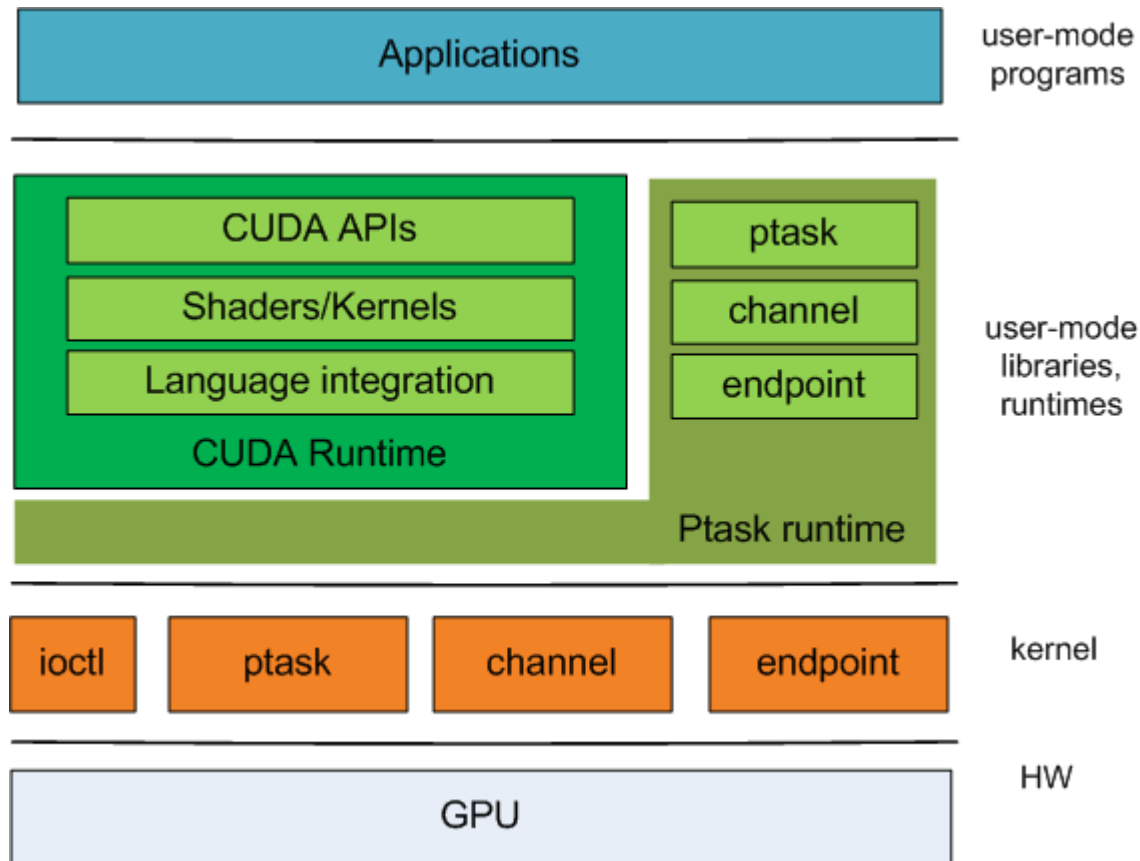 Applications
user-mode
programs
CUDA APIs
Shaders/Kernels
Language integration
CUDA Runtime
ptask
channel
endpoint
Ptask runtime
user-mode
libraries,
runtimes
ioctl
ptask
channel
endpoint
kernel
HW
GPU